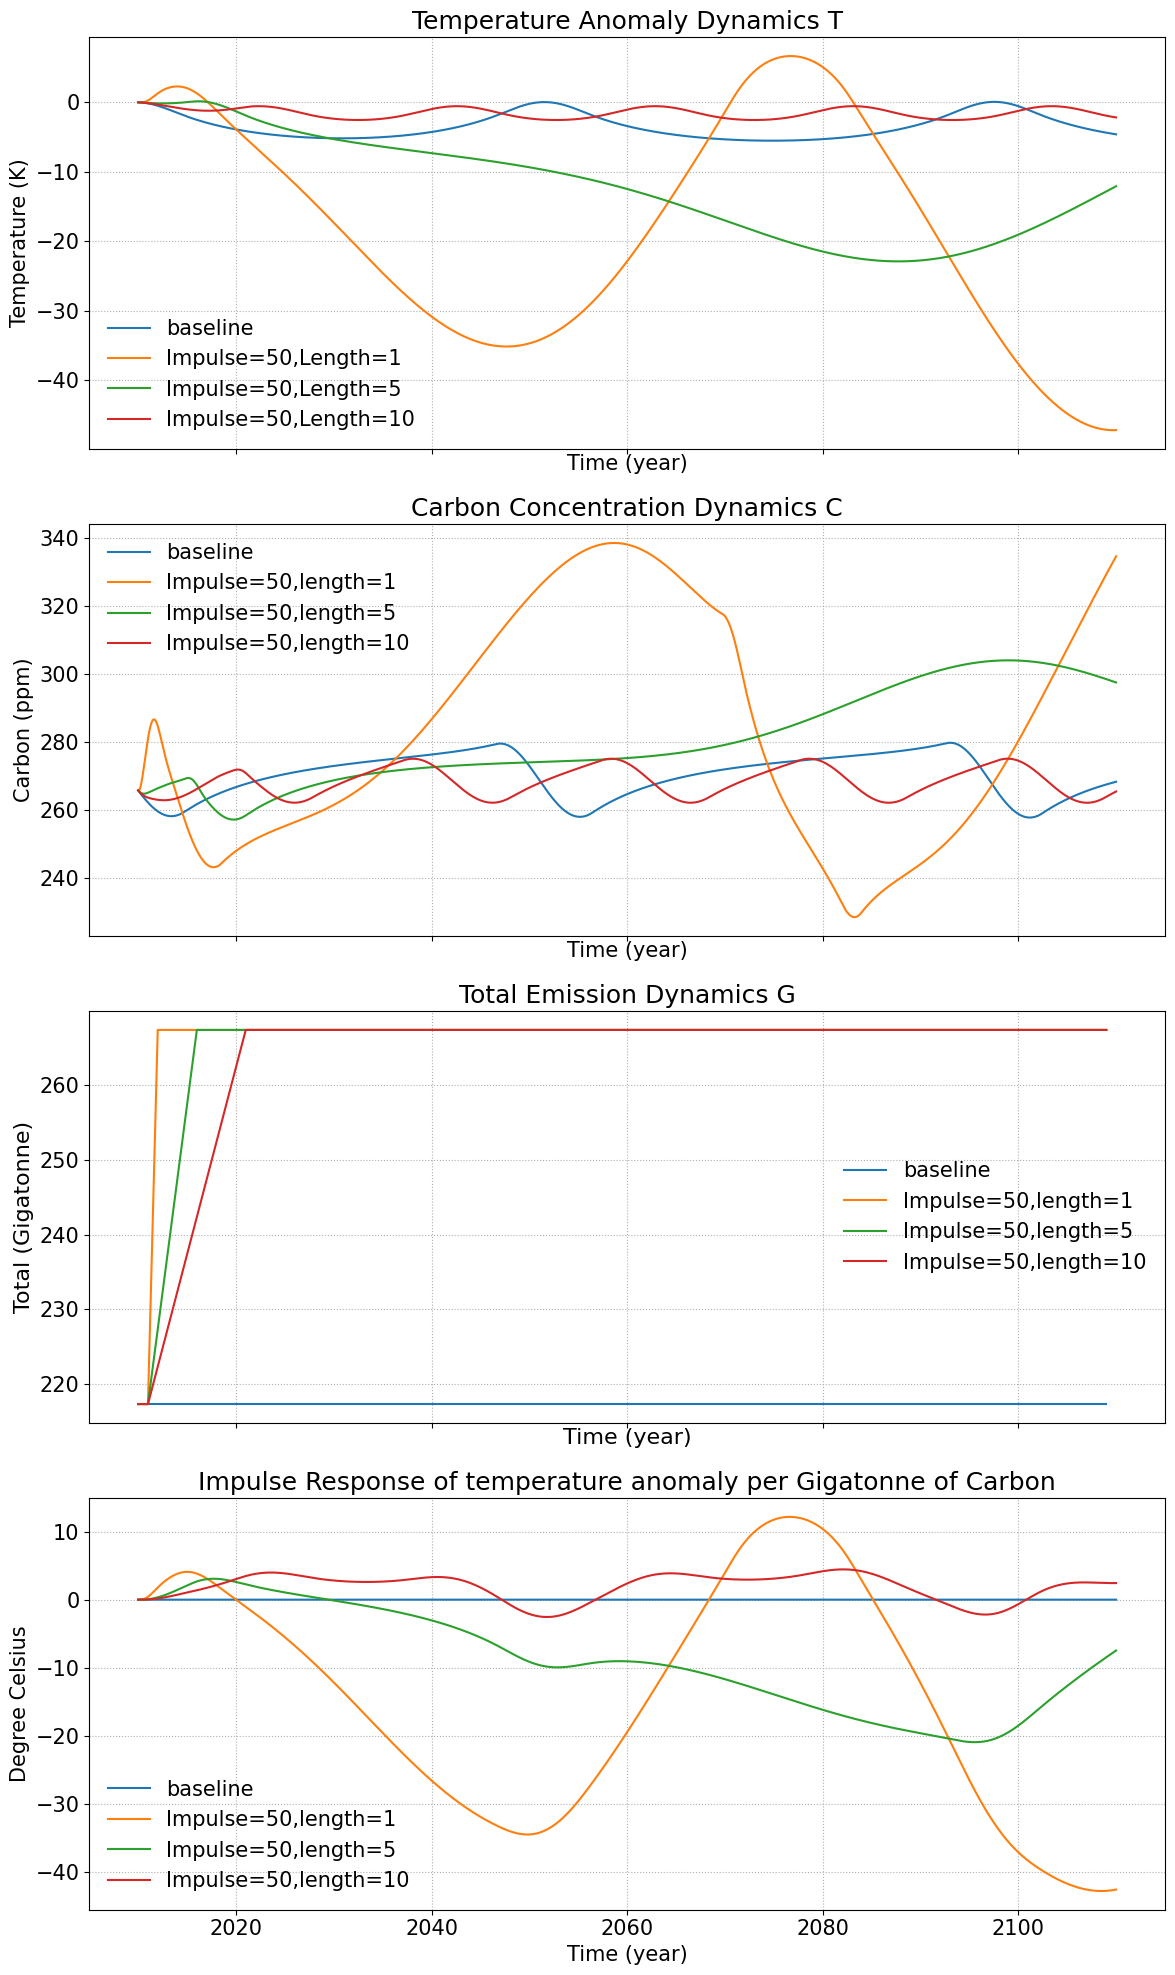 Temperature Anomaly Dynamics T
0
−10
−20
−30
−40
Temperature (K)
baseline
Impulse=50,Length=1
Impulse=50,Length=5
Impulse=50,Length=10
Time (year)
Carbon Concentration Dynamics C
340
320
300
280
260
240
Carbon (ppm)
baseline
Impulse=50,length=1
Impulse=50,length=5
Impulse=50,length=10
Time (year)
Total Emission Dynamics G
260
250
240
230
220
Total (Gigatonne)
baseline
Impulse=50,length=1
Impulse=50,length=5
Impulse=50,length=10
Time (year)
Impulse Response of temperature anomaly per Gigatonne of Carbon
10
0
−10
−20
−30
−40
Degree Celsius
baseline
Impulse=50,length=1
Impulse=50,length=5
Impulse=50,length=10
2020 2040 2060 2080 2100
Time (year)